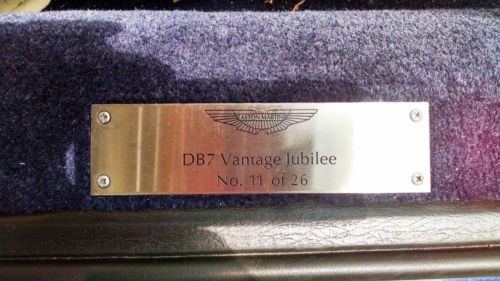 ASTON MARTIN
DB7 Vantage Jubilee
No. 11 of 26